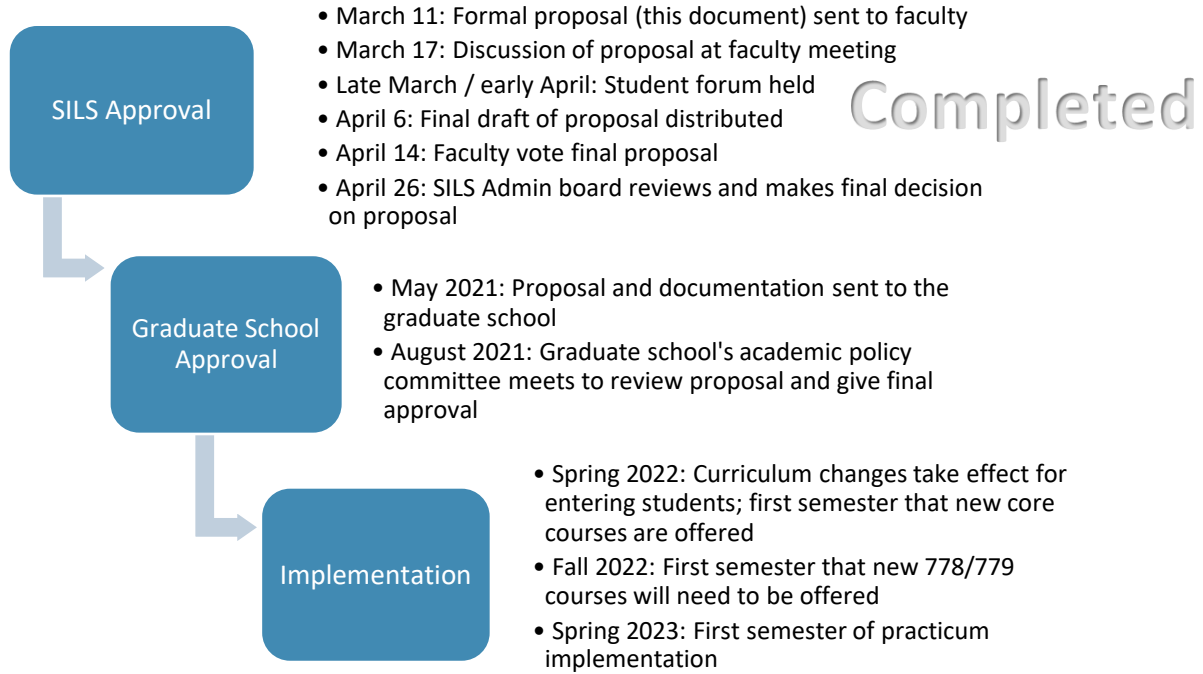 SILS Approval
• March 11: Formal proposal (this document) sent to faculty
• March 17: Discussion of proposal at faculty meeting
• Late March / early April: Student forum held
• April 6: Final draft of proposal distributed
• April 14: Faculty vote final proposal
• April 26: SILS Admin board reviews and makes final decision
on proposal
Completed
Graduate School
Approval
• May 2021: Proposal and documentation sent to the
graduate school
• August 2021: Graduate school's academic policy
committee meets to review proposal and give final
approval
Implementation
• Spring 2022: Curriculum changes take effect for
entering students; first semester that new core
courses are offered
• Fall 2022: First semester that new 778/779
courses will need to be offered
• Spring 2023: First semester of practicum
implementation